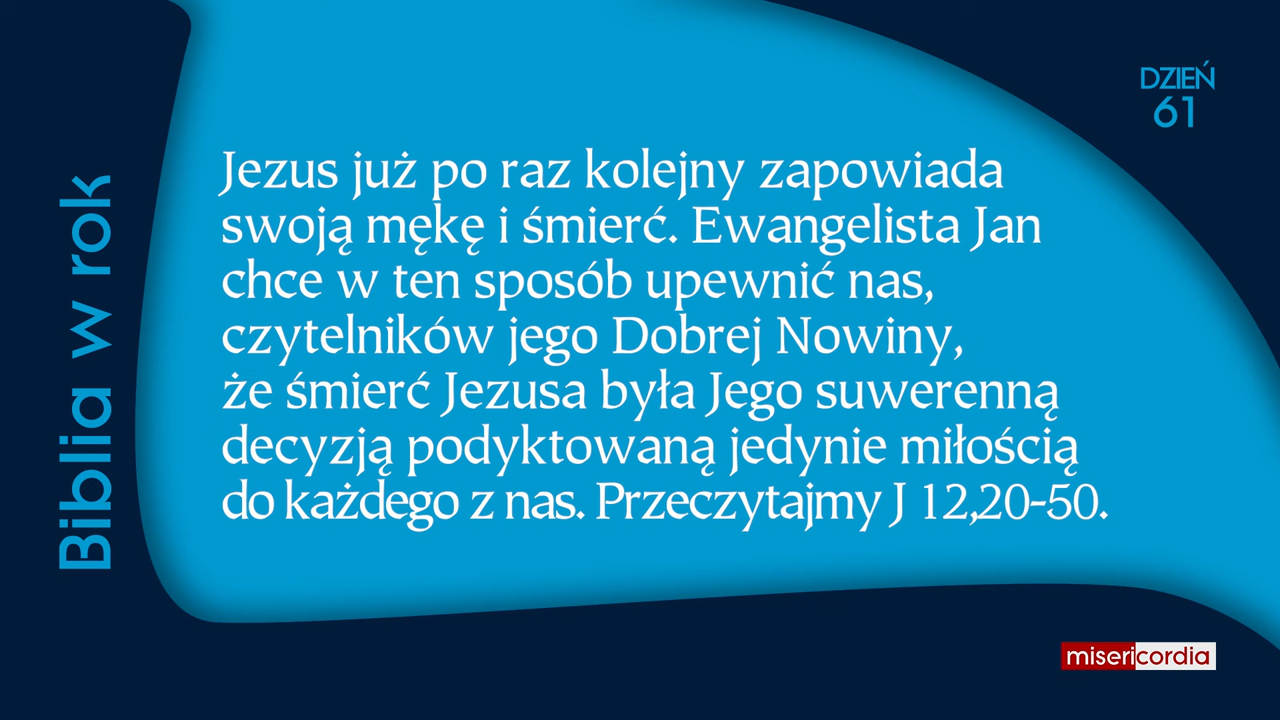 Biblia w rok
DZIEŃ
61
Jezus już po raz kolejny zapowiada
swoją mękę i śmierć. Ewangelista Jan
chce w ten sposób upewnić nas,
czytelników jego Dobrej Nowiny,
że śmierć Jezusa była Jego suwerenną
decyzją podyktowaną jedynie miłością
do każdego z nas. Przeczytajmy J 12,20-50.
misericordia